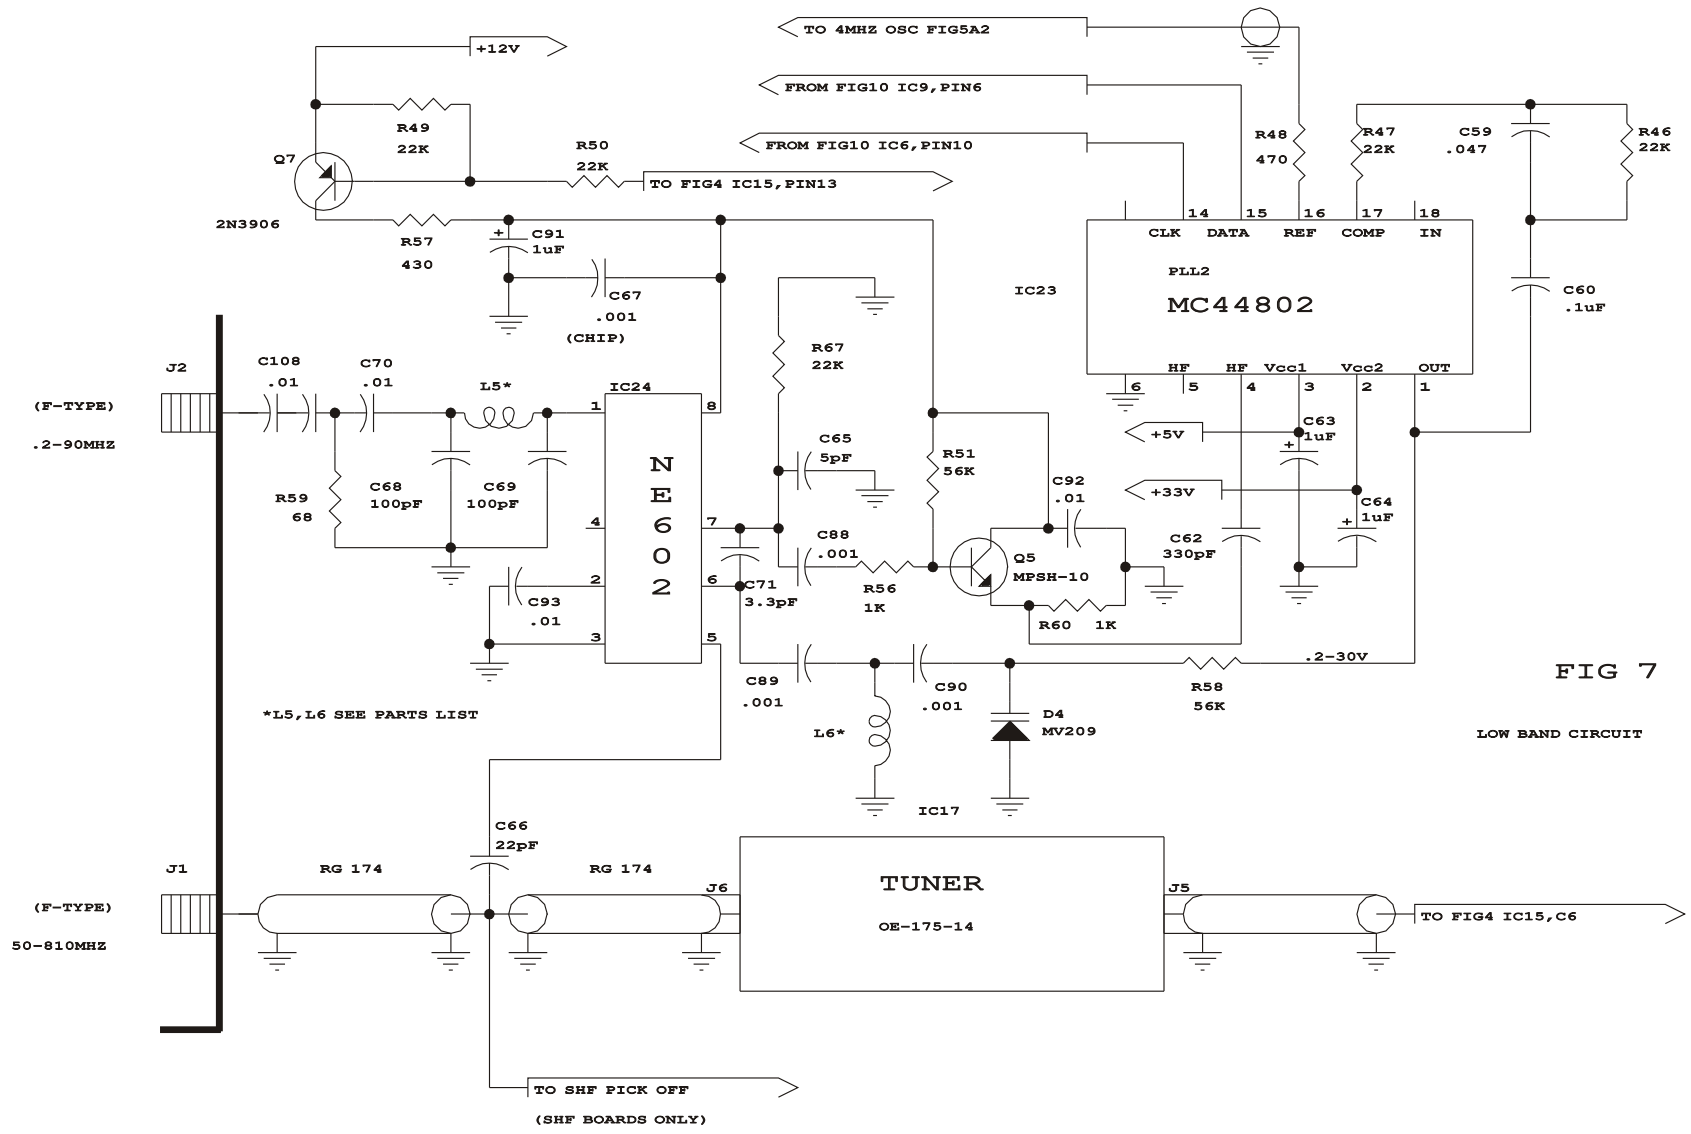 TO 4MHZ OSC FIG5A2
+12V
FROM FIG10 IC9,PIN6
R49
22K
R50
22K
FROM FIG10 IC6,PIN10
R48
470
R47
22K
C59
.047
R46
22K
Q7
TO FIG4 IC15,PIN13
2N3906
R57
430
+
C91
1uF
14
15
16
17
18
CLK
DATA
REF
COMP
IN
PLL2
MC44802
IC23
C67
.001
(CHIP)
C60
.1uF
R67
22K
HF
HF
Vcc1
Vcc2
OUT
6
5
4
3
2
1
J2
(F-TYPE)
.2-90MHZ
C108
.01
C70
.01
L5*
IC24
1
8
NE602
4
7
2
6
3
5
+5V
C63
1uF
+
C65
5pF
R51
56K
C92
.01
+33V
C64
1uF
+
R59
68
C68
100pF
C69
100pF
C88
.001
C62
330pF
Q5
MPSH-10
C71
3.3pF
R56
1K
C93
.01
R60
1K
.2-30V
C89
.001
C90
.001
R58
56K
FIG 7
*L5,L6 SEE PARTS LIST
L6*
D4
MV209
LOW BAND CIRCUIT
IC17
C66
22pF
J1
(F-TYPE)
50-810MHZ
RG 174
RG 174
J6
TUNER
OE-175-14
J5
TO FIG4 IC15,C6
TO SHF PICK OFF
(SHF BOARDS ONLY)